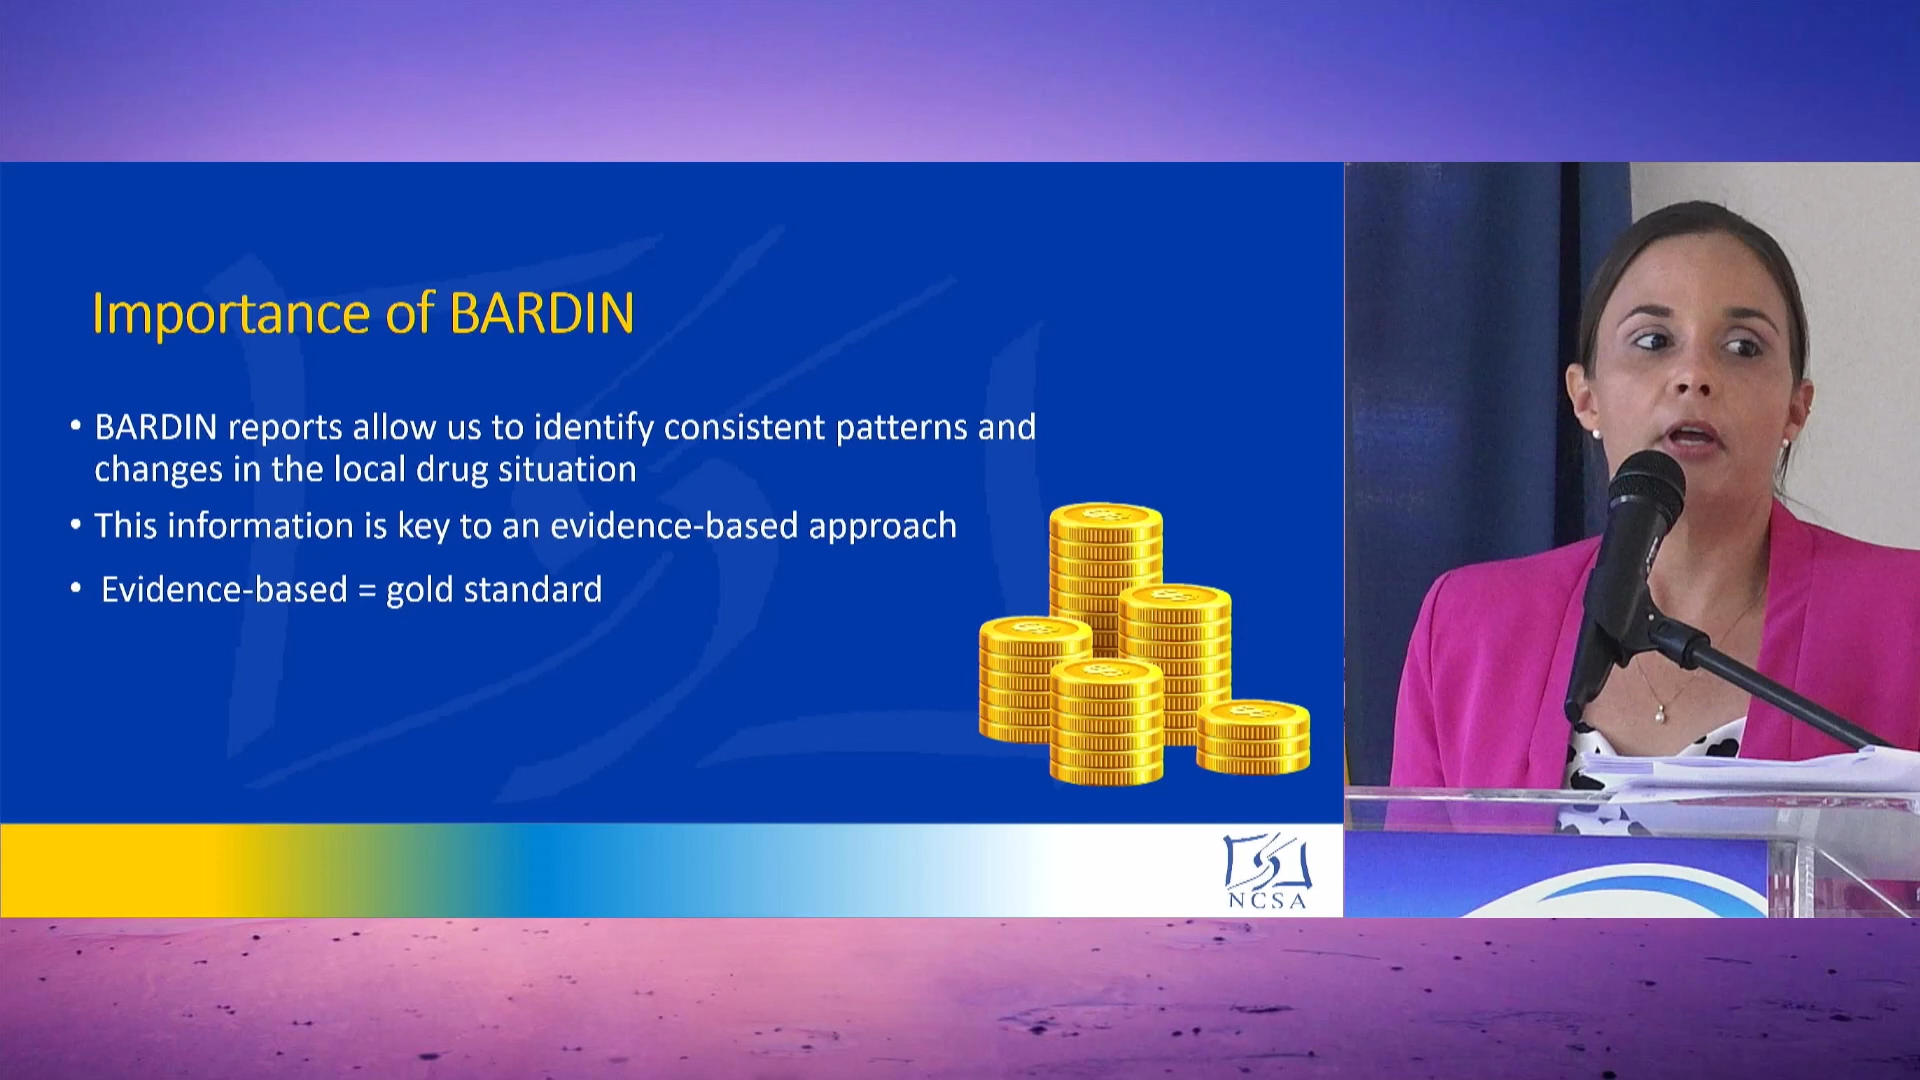 Importance of BARDIN
• BARDIN reports allow us to identify consistent patterns and
changes in the local drug situation
• This information is key to an evidence-based approach
• Evidence-based = gold standard
NCSA